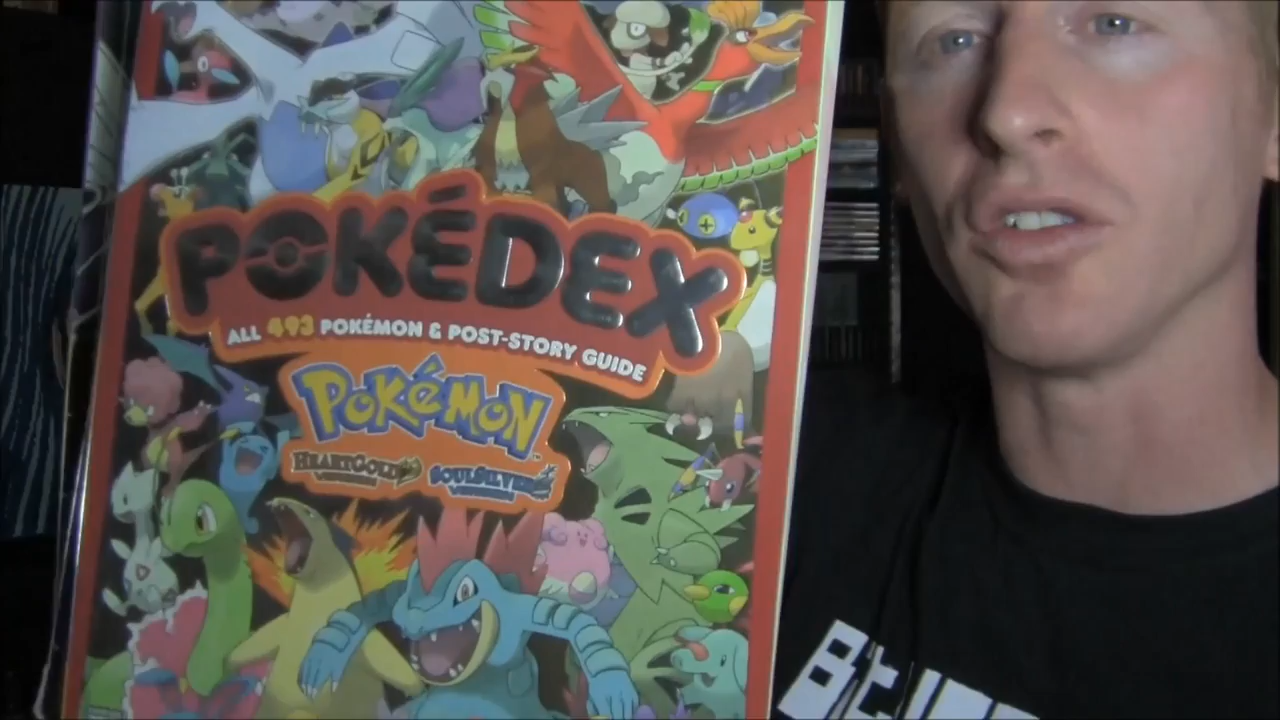 POKÉDEX
ALL 493 POKÉMON & POST-STORY GUIDE
POKéMON
HEARTGOLD SOULSILVER